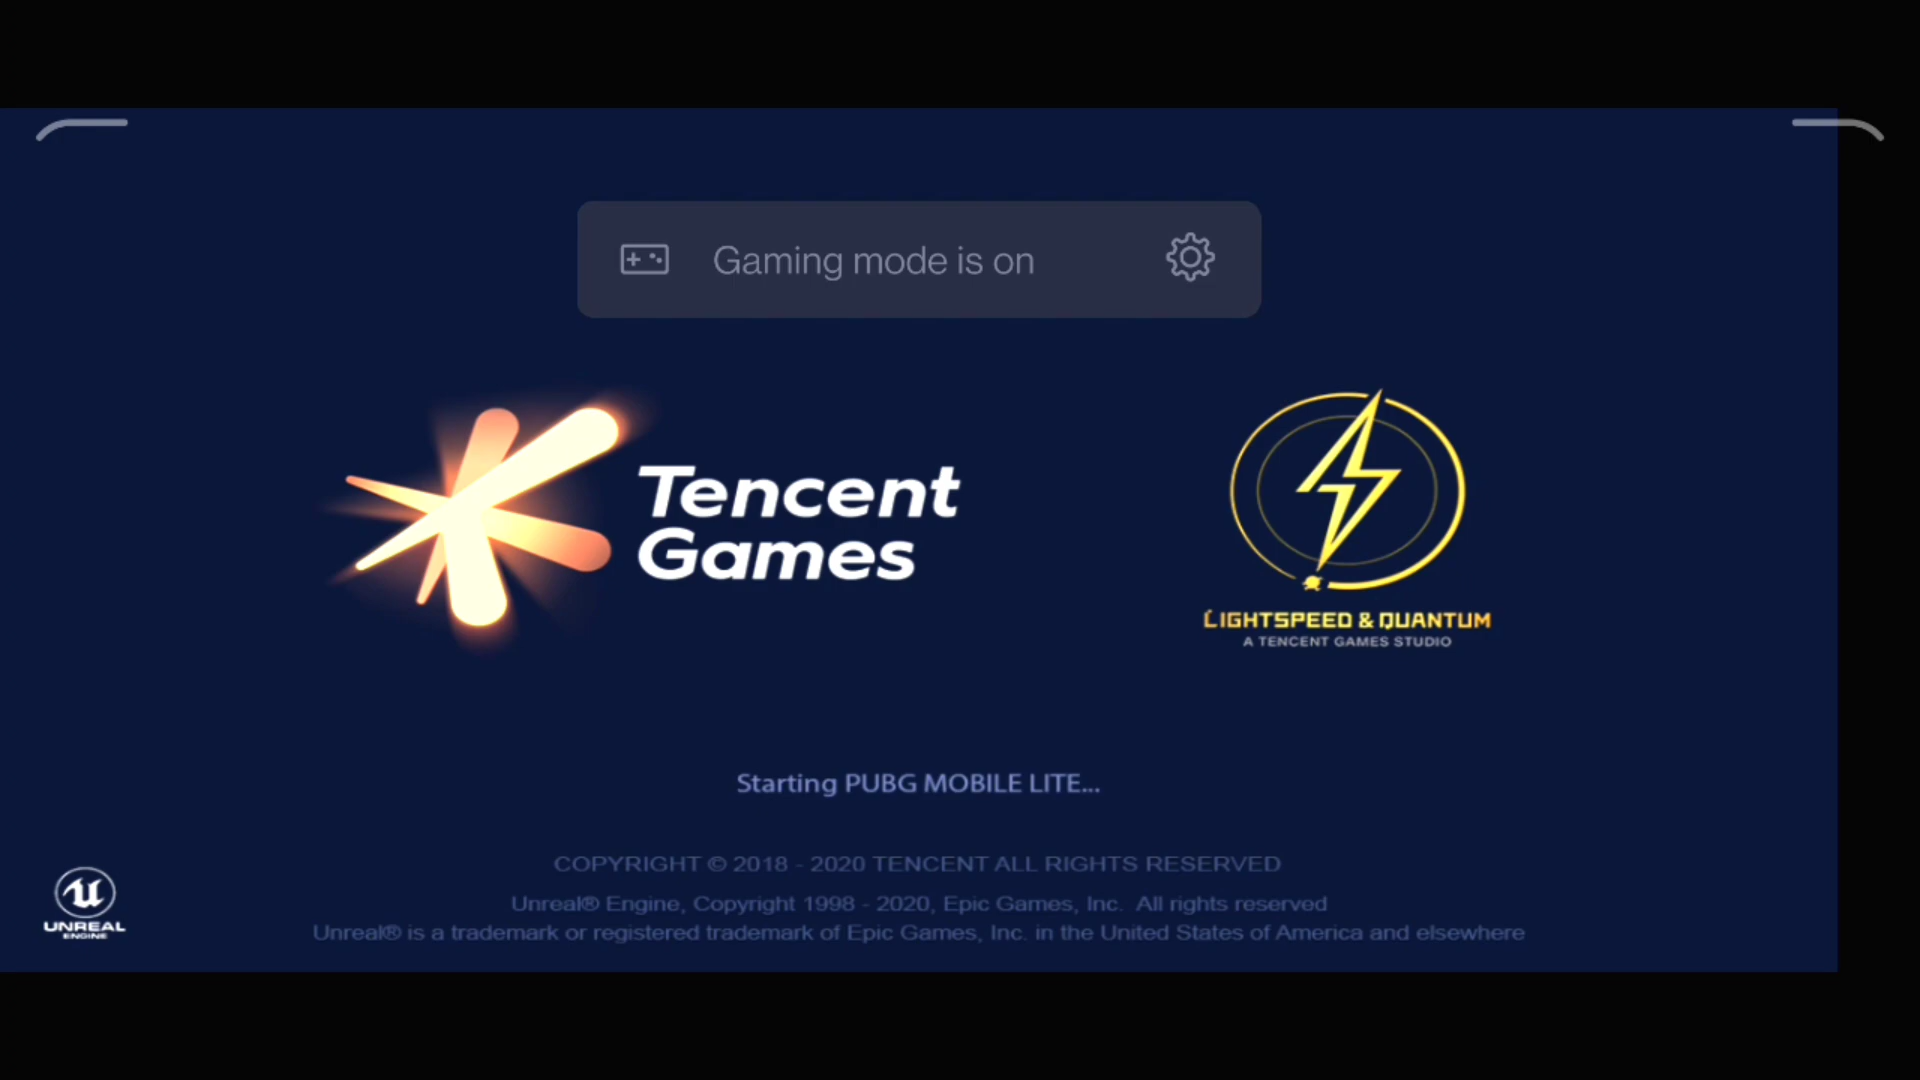 Gaming mode is on
Tencent
Games
LIGHTSPEED & QUANTUM
A TENCENT GAMES STUDIO
Starting PUBG MOBILE LITE...
COPYRIGHT © 2018 - 2020 TENCENT ALL RIGHTS RESERVED
Unreal® Engine, Copyright 1998 - 2020, Epic Games, Inc. All rights reserved
Unreal® is a trademark or registered trademark of Epic Games, Inc. in the United States of America and elsewhere
UNREAL
ENGINE